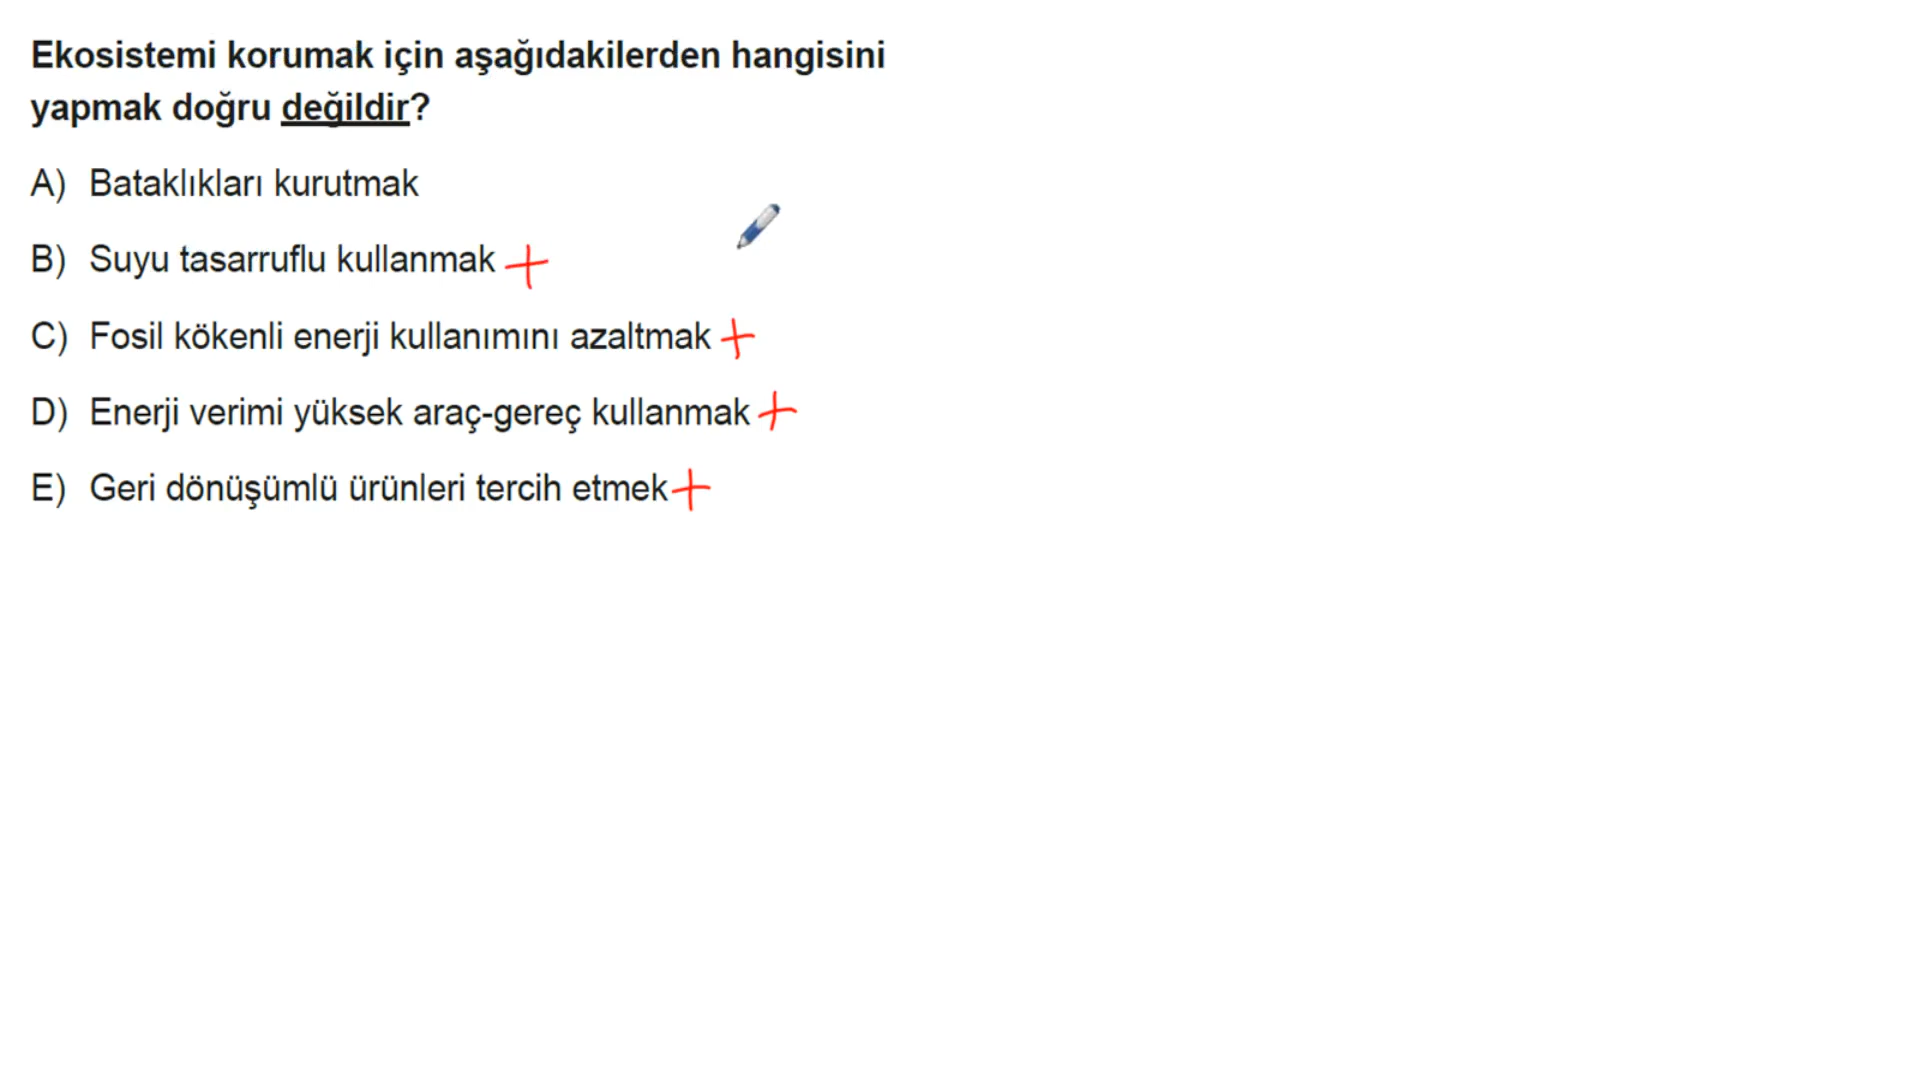 Ekosistemi korumak için aşağıdakilerden hangisini
yapmak doğru değildir?
A) Bataklıkları kurutmak
B) Suyu tasarruflu kullanmak +
C) Fosil kökenli enerji kullanımını azaltmak +
D) Enerji verimi yüksek araç-gereç kullanmak +
E) Geri dönüşümlü ürünleri tercih etmek +